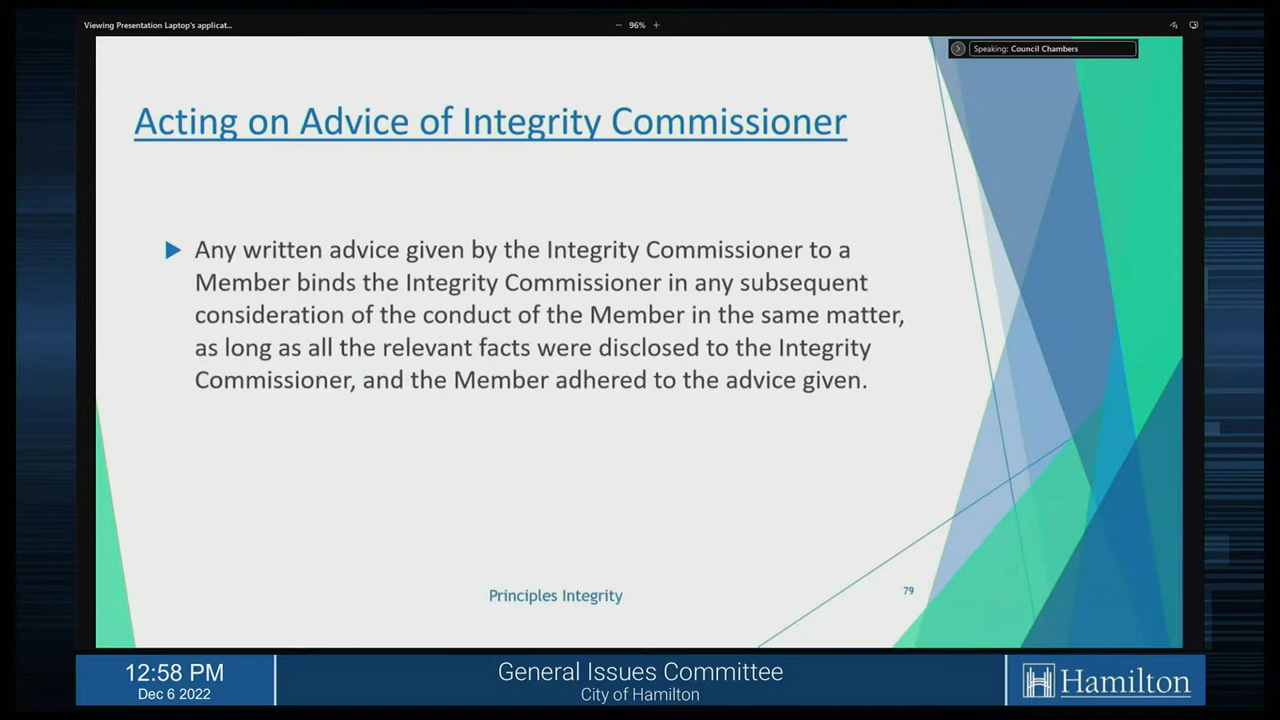 Viewing Presentation Laptop's applicat...
96%
Speaking: Council Chambers
Acting on Advice of Integrity Commissioner
Any written advice given by the Integrity Commissioner to a
Member binds the Integrity Commissioner in any subsequent
consideration of the conduct of the Member in the same matter,
as long as all the relevant facts were disclosed to the Integrity
Commissioner, and the Member adhered to the advice given.
Principles Integrity
79
12:58 PM
Dec 6 2022
General Issues Committee
City of Hamilton
Hamilton